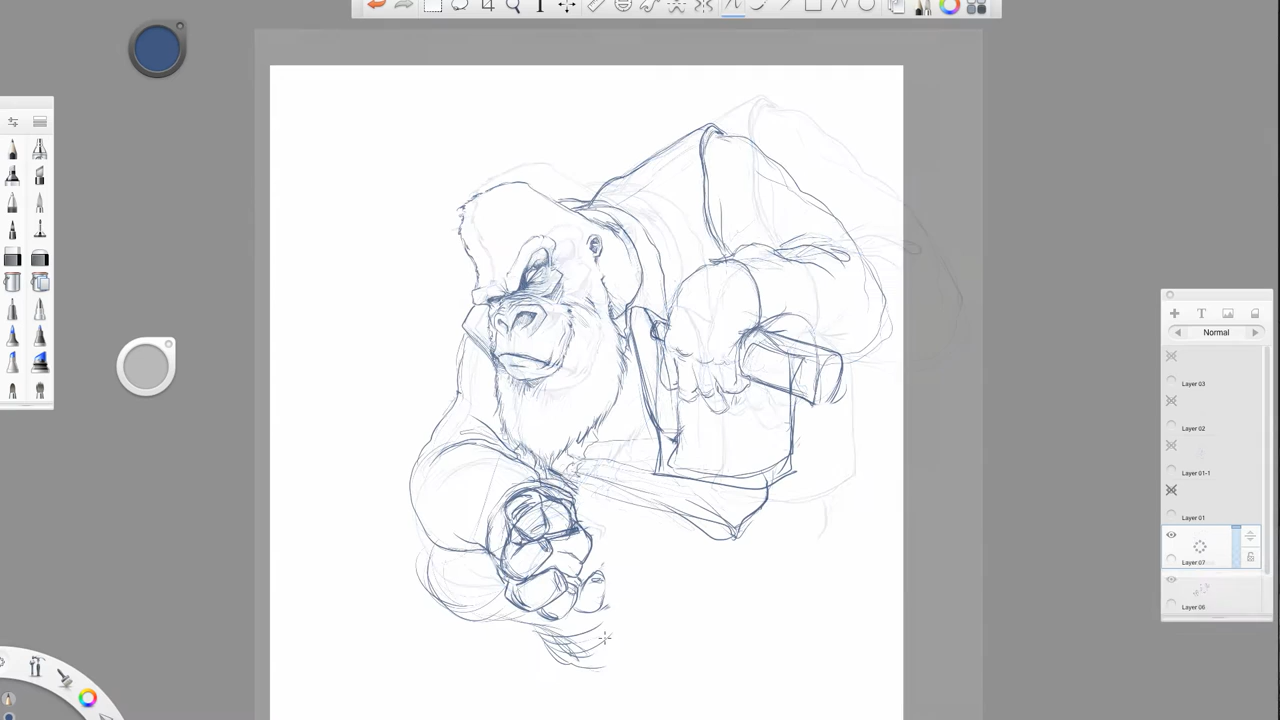 T
T
Normal
Layer 03
Layer 02
Layer 01-1
Layer 01
Layer 07
Layer 06